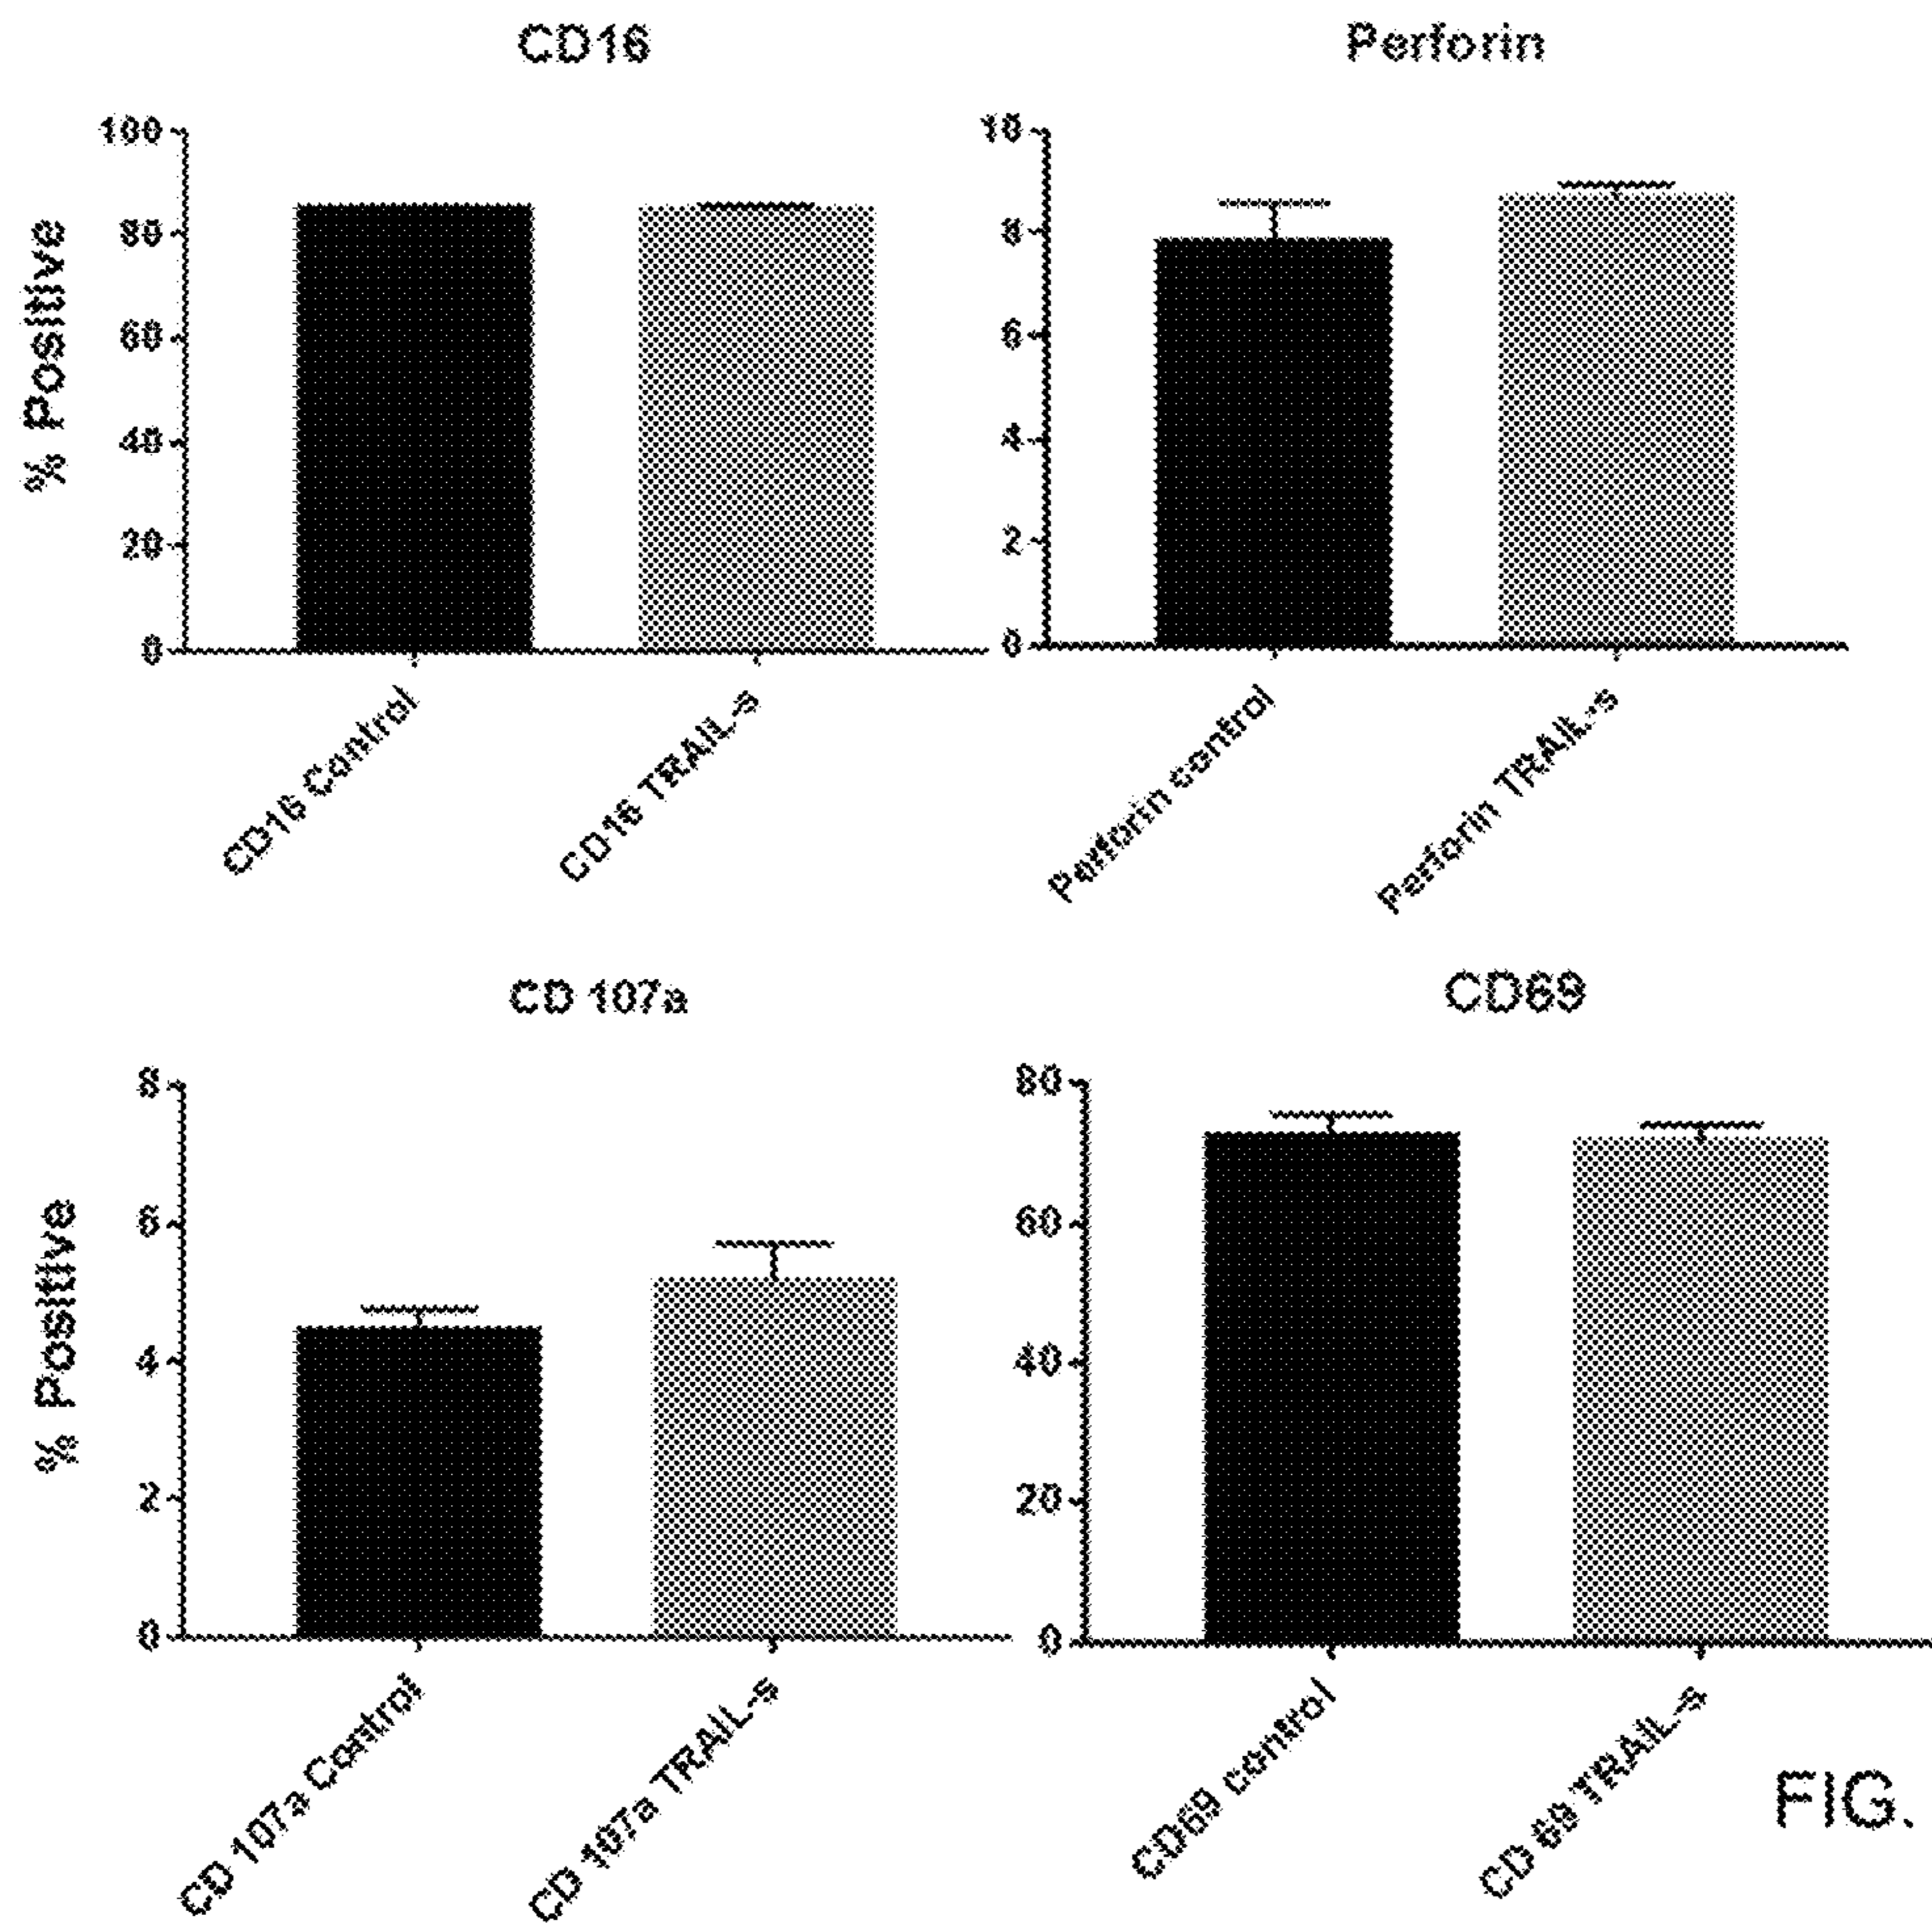 CD16
% Positive
100
80
60
40
20
0
CD16 Control
CD16 TRAIL-s
Perforin
10
8
6
4
2
0
Perforin control
Perforin TRAIL-s
CD 107a
% Positive
8
6
4
2
0
CD 107a Control
CD 107a TRAIL-s
CD69
80
60
40
20
0
CD69 control
CD 69 TRAIL-s
FIG.